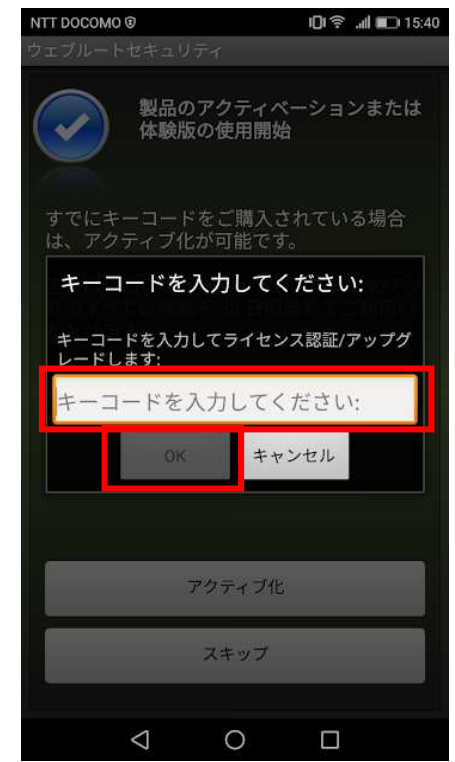 NTT DOCOMO 15:40
ウェブルートセキュリティ
製品のアクティベーションまたは
体験版の使用開始
すでにキーコードをご購入されている場合
は、アクティブ化が可能です。
キーコードを入力してください:
キーコードを入力してライセンス認証/アップグ
レードします:
キーコードを入力してください:
OK キャンセル
アクティブ化
スキップ